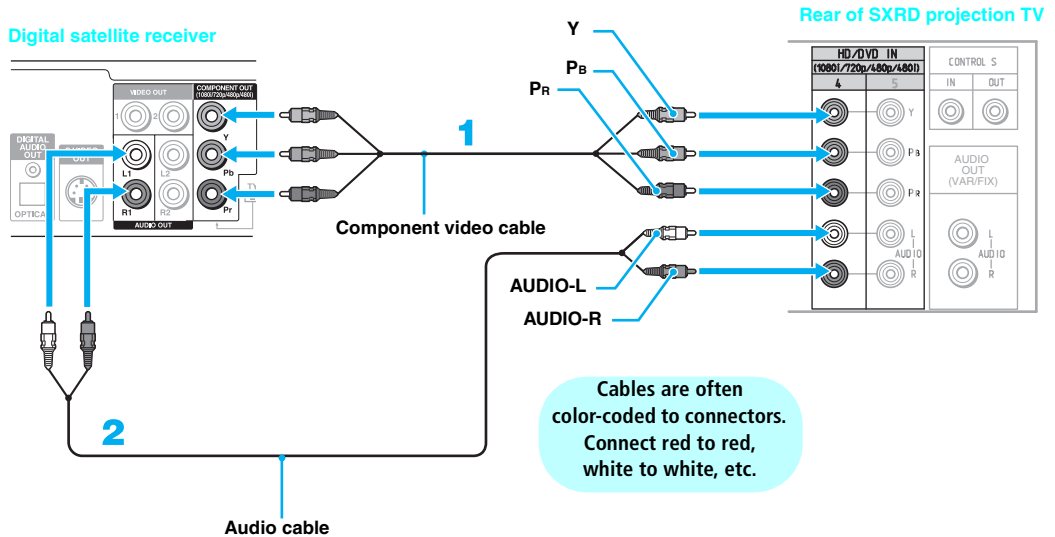 Rear of SXRD projection TV
Digital satellite receiver
VIDEO OUT
COMPONENT OUT
(1080i/720p/480p/480i)
1
2
DIGITAL
AUDIO
OUT
OUT
OPTICA
L1
L2
R1
R2
AUDIO OUT
Y
Pb
Pr
Y
PB
PR
1
Component video cable
AUDIO-L
AUDIO-R
HD/DVD IN
(1080i/720p/480p/480i)
4
5
Y
PB
PR
L
AUDIO
R
CONTROL S
IN
OUT
AUDIO
OUT
(VAR/FIX)
L
AUDIO
R
Cables are often
color-coded to connectors.
Connect red to red,
white to white, etc.
2
Audio cable